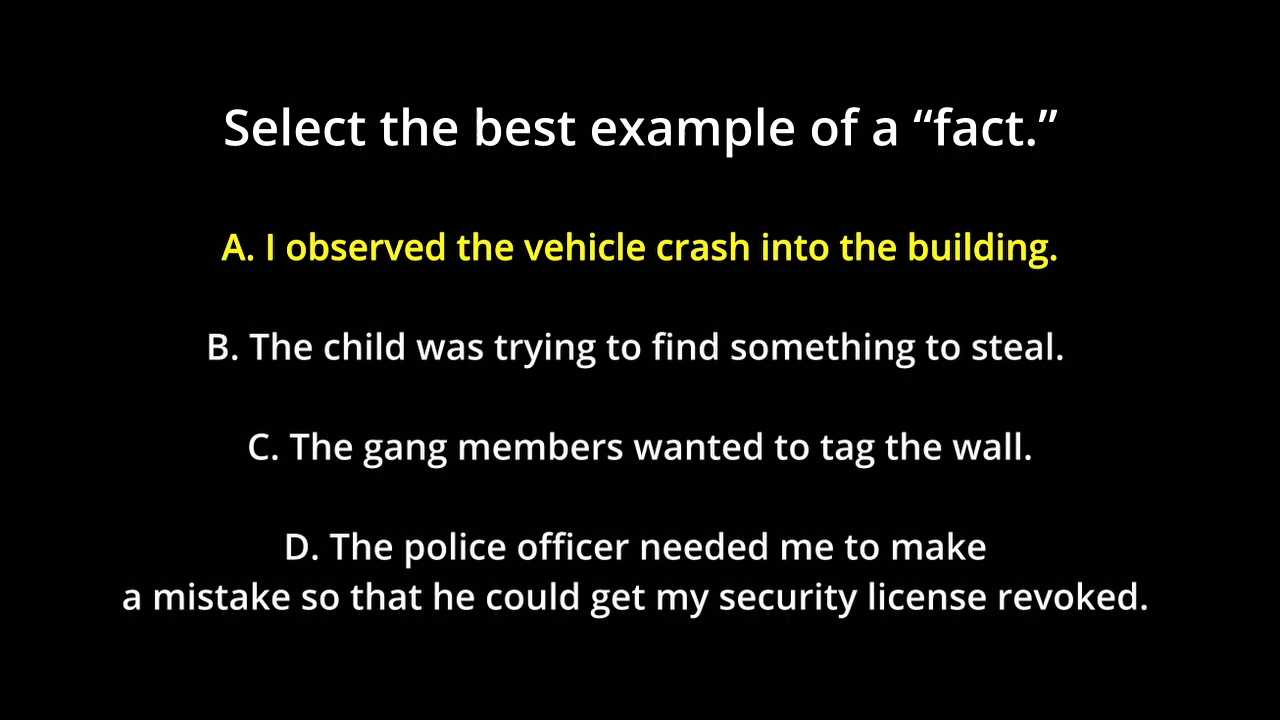 Select the best example of a “fact.”
A. I observed the vehicle crash into the building.
B. The child was trying to find something to steal.
C. The gang members wanted to tag the wall.
D. The police officer needed me to make
a mistake so that he could get my security license revoked.